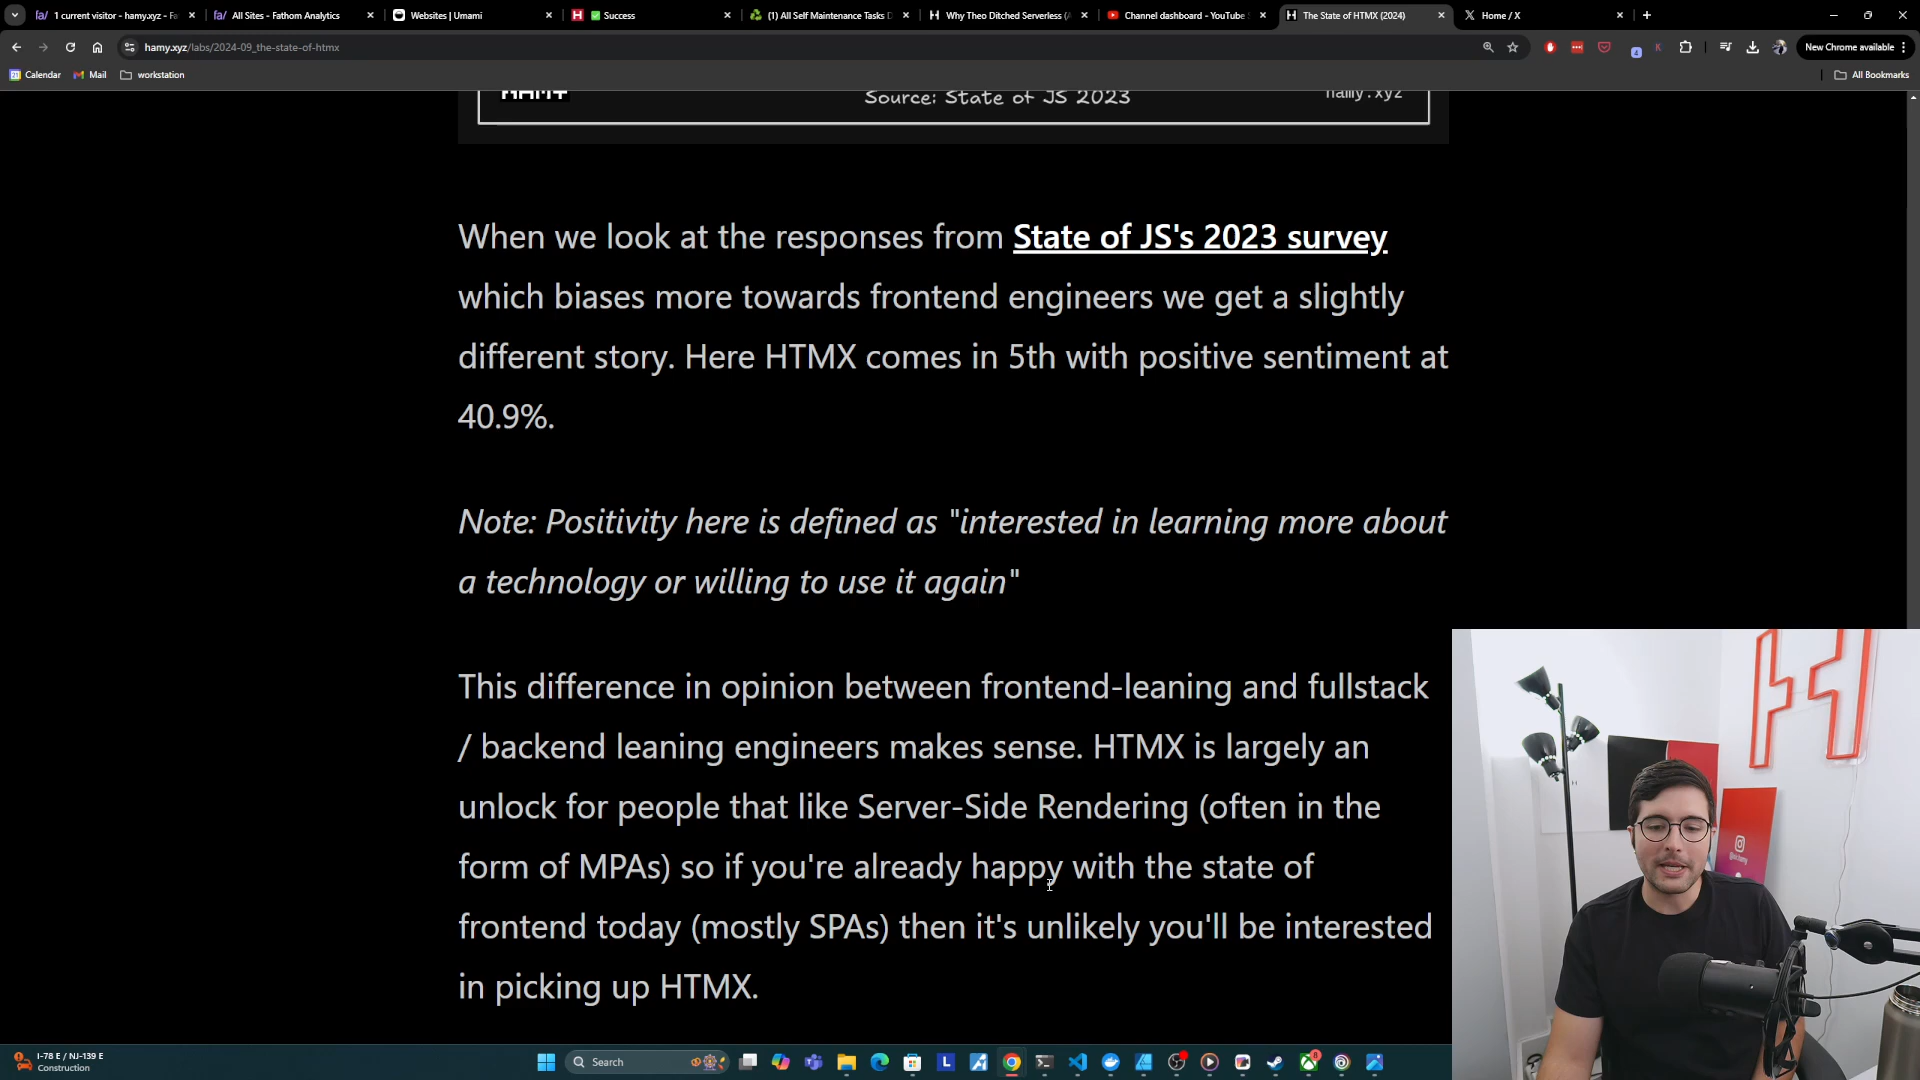 1 current visitor - hamy.xyz - Fa
All Sites - Fathom Analytics
Websites | Umami
Success
(1) All Self Maintenance Tasks D
Why Theo Ditched Serverless (A
Channel dashboard - YouTube S
The State of HTMX (2024)
Home / X
hamy.xyz/labs/2024-09_the-state-of-htmx
New Chrome available
Calendar
Mail
workstation
All Bookmarks
HAMY
Source: State of JS 2023
hamy.xyz
When we look at the responses from State of JS's 2023 survey
which biases more towards frontend engineers we get a slightly
different story. Here HTMX comes in 5th with positive sentiment at
40.9%.
Note: Positivity here is defined as "interested in learning more about
a technology or willing to use it again"
This difference in opinion between frontend-leaning and fullstack
/ backend leaning engineers makes sense. HTMX is largely an
unlock for people that like Server-Side Rendering (often in the
form of MPAs) so if you're already happy with the state of
frontend today (mostly SPAs) then it's unlikely you'll be interested
in picking up HTMX.
I-78 E / NJ-139 E
Construction
Search